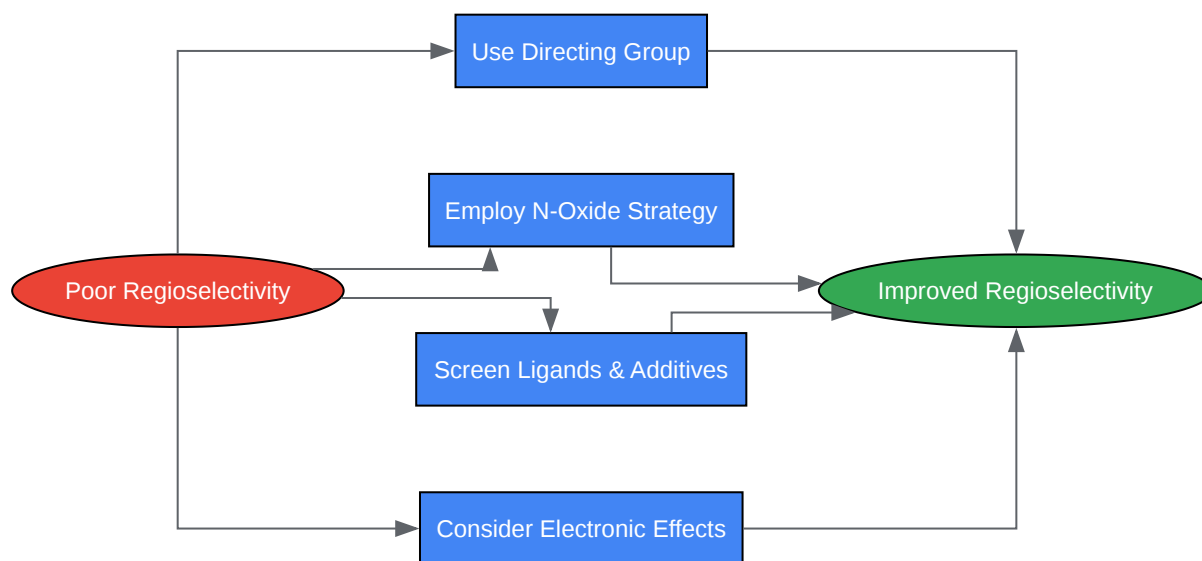 Use Directing Group
Employ N-Oxide Strategy
Poor Regioselectivity
Improved Regioselectivity
Screen Ligands & Additives
Consider Electronic Effects